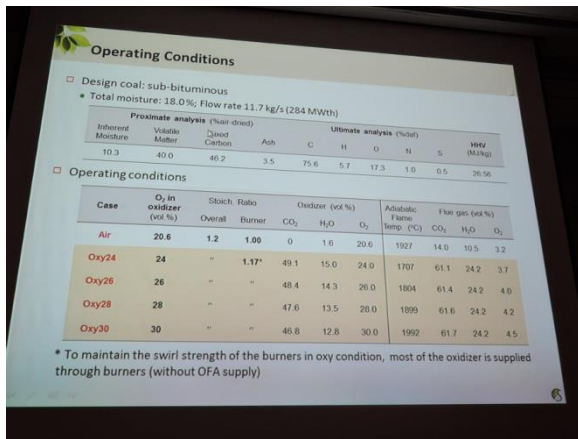 Operating Conditions
Design coal: sub-bituminous
• Total moisture: 18.0%; Flow rate 11.7 kg/s (284 MWth)
Proximate analysis (%air-dried) Ultimate analysis (%daf) HHV (MJ/kg)
Inherent Moisture Volatile Matter Fixed Carbon Ash C H O N S
10.3 40.0 46.2 3.5 75.6 5.7 17.3 1.0 0.5 26.56
Operating conditions
Case O₂ in oxidizer (vol %) Stoich. Ratio Oxidizer (vol %) Adiabatic Flame Temp. (°C) Flue gas (vol %)
Overall Burner CO₂ H₂O O₂ CO₂ H₂O O₂
Air 20.6 1.2 1.00 0 1.6 20.6 1927 14.0 10.5 3.2
Oxy24 24 " 1.17* 49.1 15.0 24.0 1707 61.1 24.2 3.7
Oxy26 26 " " 48.4 14.3 26.0 1804 61.4 24.2 4.0
Oxy28 28 " " 47.6 13.5 28.0 1899 61.6 24.2 4.2
Oxy30 30 " " 46.8 12.8 30.0 1992 61.7 24.2 4.5
* To maintain the swirl strength of the burners in oxy condition, most of the oxidizer is supplied
through burners (without OFA supply)